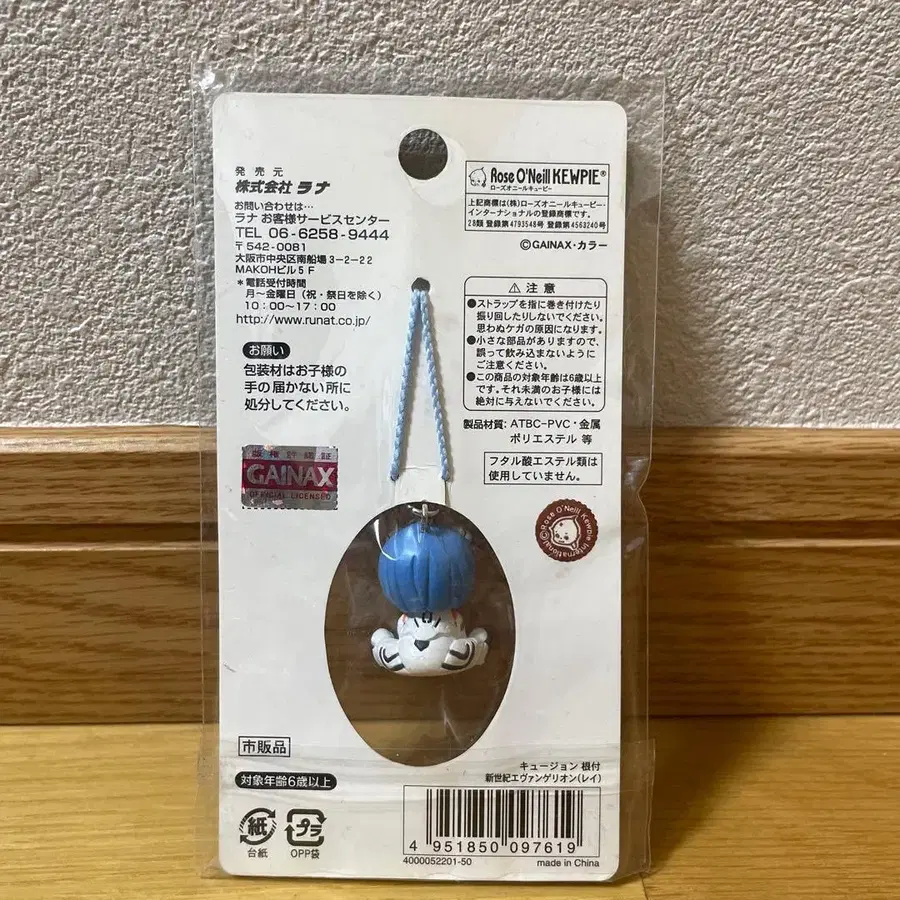 発売元
株式会社 ラナ
お問い合わせは…
ラナ お客様サービスセンター
TEL 06-6258-9444
〒542-0081
大阪市中央区南船場3-2-22
MAKOHビル5F
*電話受付時間
月〜金曜日(祝・祭日を除く)
10:00〜17:00
http://www.runat.co.jp/
お願い
包装材はお子様の
手の届かない所に
処分してください。
版権許諾証
GAINAX
OFFICIAL LICENSED
Rose O'Neill KEWPIE®
ローズオニールキューピー
上記商標は(株)ローズオニールキューピー・
インターナショナルの登録商標です。
28類 登録第4793548号 登録第4563240号
©GAINAX・カラー
⚠ 注意
●ストラップを指に巻き付けたり
振り回したりしないでください。
思わぬケガの原因になります。
●小さな部品がありますので、
誤って飲み込まないように
ご注意ください。
●この商品の対象年齢は6歳以上
です。それ未満のお子様には
絶対に与えないでください。
製品材質: ATBC-PVC・金属
ポリエステル 等
フタル酸エステル類は
使用していません。
©Rose O'Neill Kewpie International
市販品
対象年齢6歳以上
紙
台紙
プラ
OPP袋
キュージョン 根付
新世紀エヴァンゲリオン(レイ)
4 951850 097619
4000052201-50
made in China